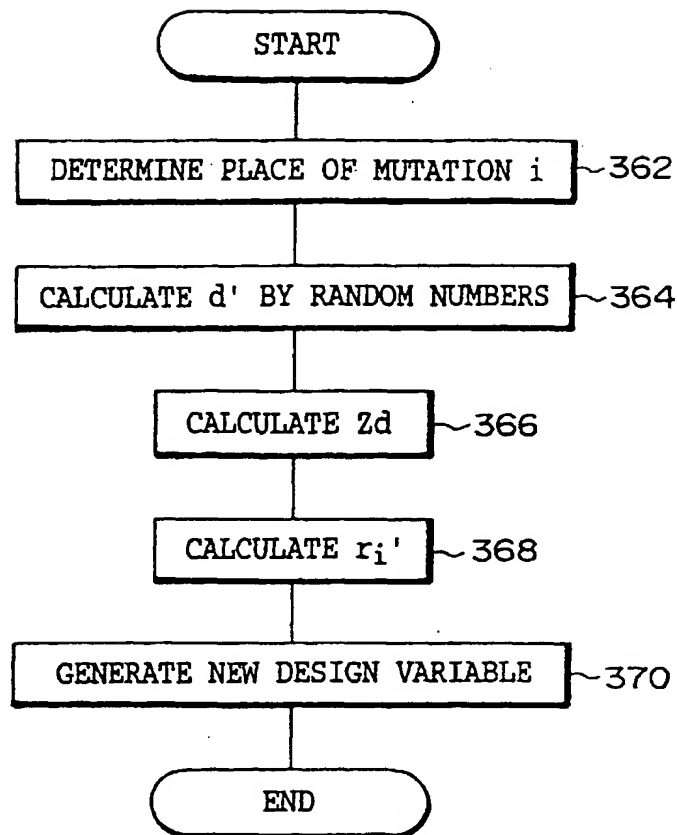 START
DETERMINE PLACE OF MUTATION i
362
CALCULATE d' BY RANDOM NUMBERS
364
CALCULATE Zd
366
CALCULATE ri'
368
GENERATE NEW DESIGN VARIABLE
370
END